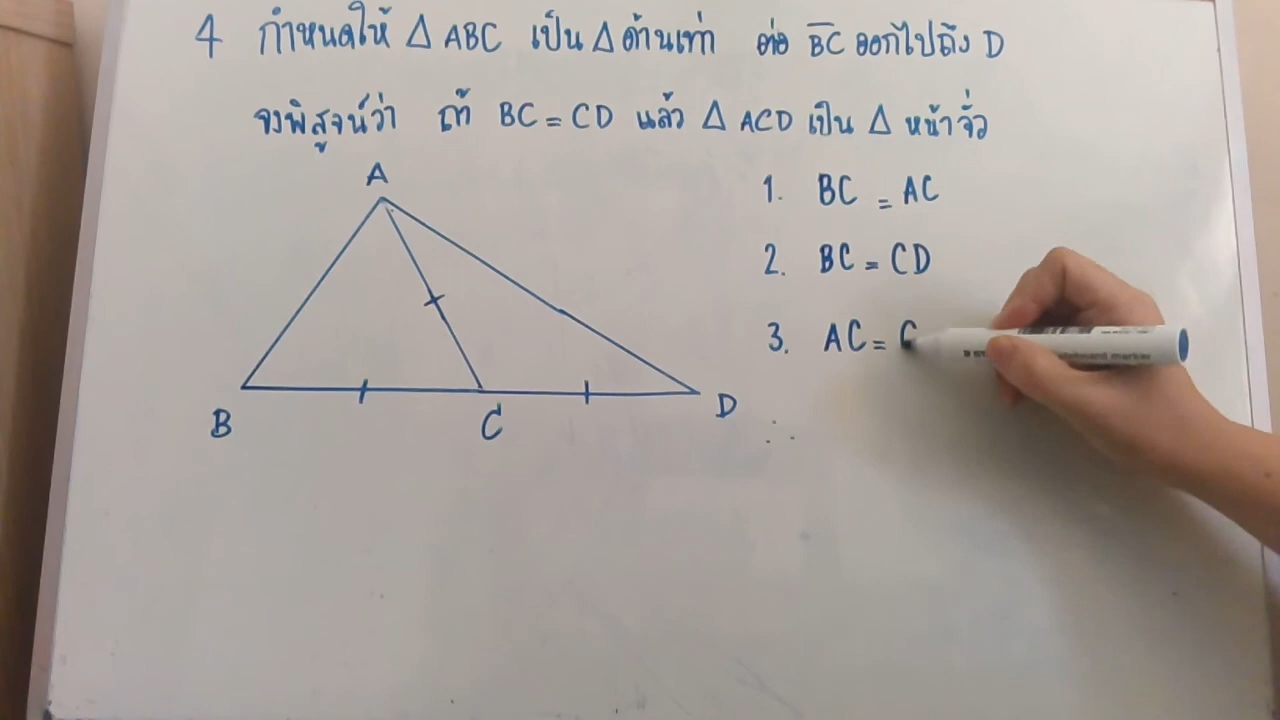 4 กำหนดให้ △ ABC เป็น △ ด้านเท่า ต่อ B̅C̅ ออกไปถึง D
จงพิสูจน์ว่า ถ้า BC = CD แล้ว △ ACD เป็น △ หน้าจั่ว
A
B
C
D
1. BC = AC
2. BC = CD
3. AC = C
∴